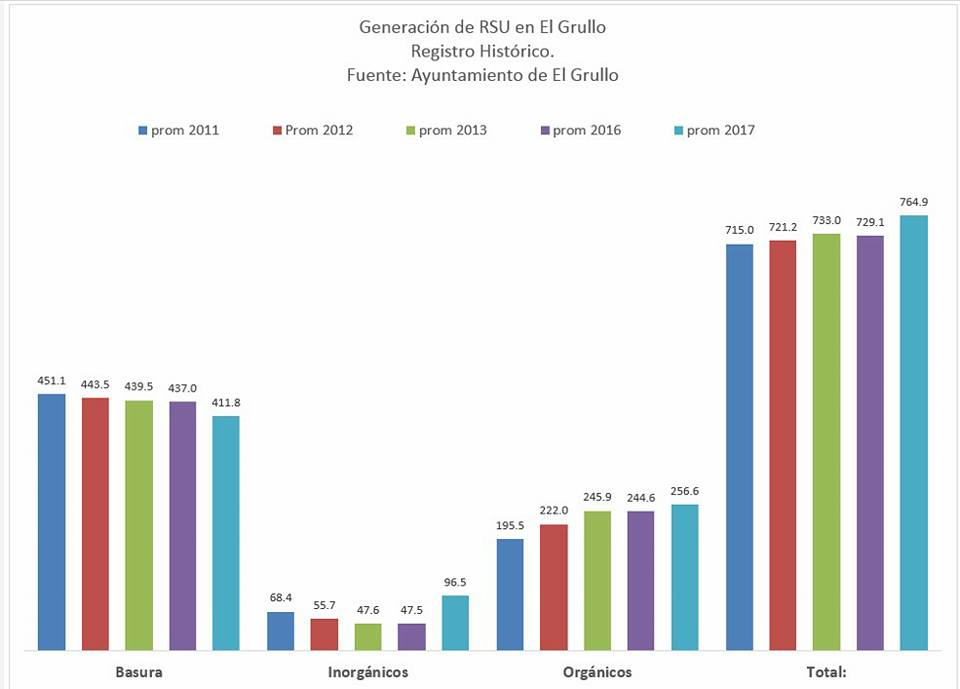 Generación de RSU en El Grullo
Registro Histórico.
Fuente: Ayuntamiento de El Grullo
prom 2011 Prom 2012 prom 2013 prom 2016 prom 2017
451.1 443.5 439.5 437.0 411.8
68.4 55.7 47.6 47.5 96.5
195.5 222.0 245.9 244.6 256.6
715.0 721.2 733.0 729.1 764.9
Basura Inorgánicos Orgánicos Total: